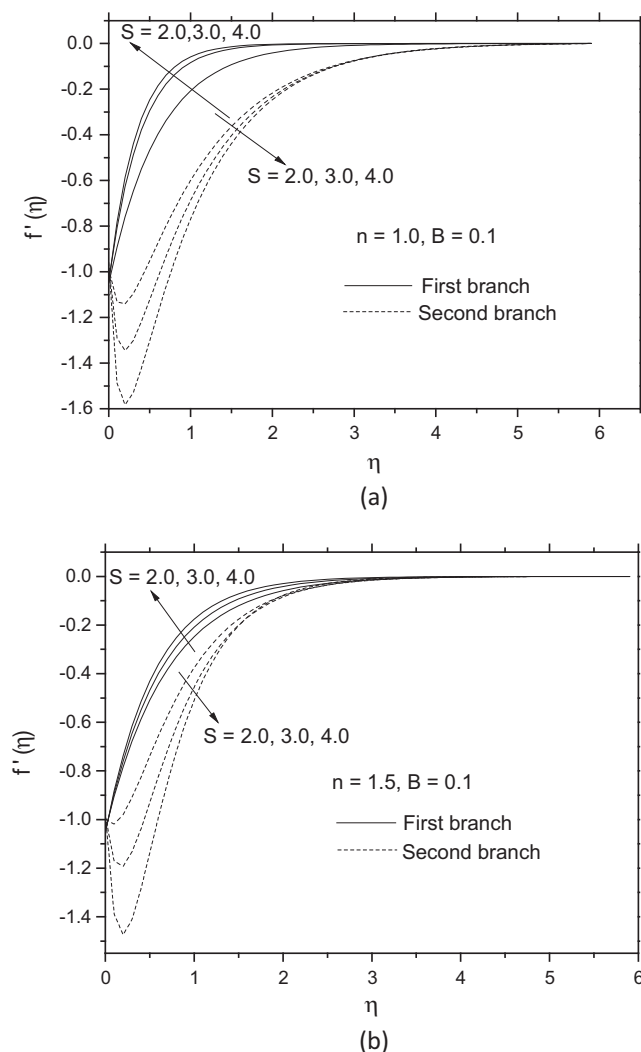 S = 2.0,3.0, 4.0
0.0
-0.2
-0.4
-0.6
-0.8
-1.0
-1.2
-1.4
-1.6
f'(η)
S = 2.0, 3.0, 4.0
n = 1.0, B = 0.1
First branch
Second branch
0 1 2 3 4 5 6
η
(a)
0.0
-0.2
-0.4
-0.6
-0.8
-1.0
-1.2
-1.4
f'(η)
S = 2.0, 3.0, 4.0
S = 2.0, 3.0, 4.0
n = 1.5, B = 0.1
First branch
Second branch
0 1 2 3 4 5 6
η
(b)